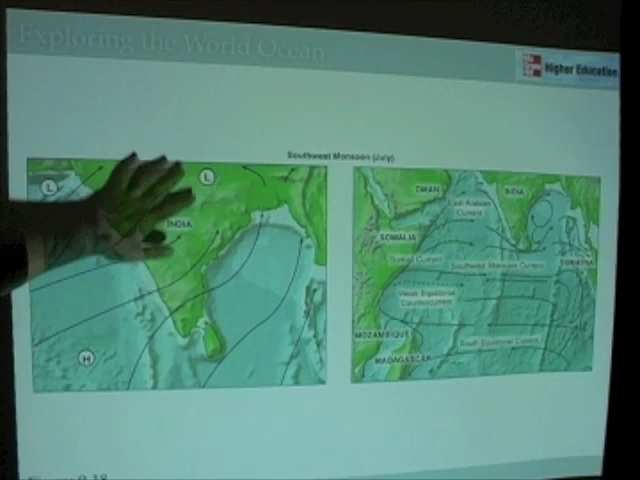 Exploring the World Ocean
Higher Education
Southwest Monsoon (July)
L
L
INDIA
H
OMAN
INDIA
East Arabian
Current
SOMALIA
Somali Current
Southwest Monsoon Current
SUMATRA
Weak Equatorial
Countercurrent
MOZAMBIQUE
South Equatorial Current
MADAGASCAR